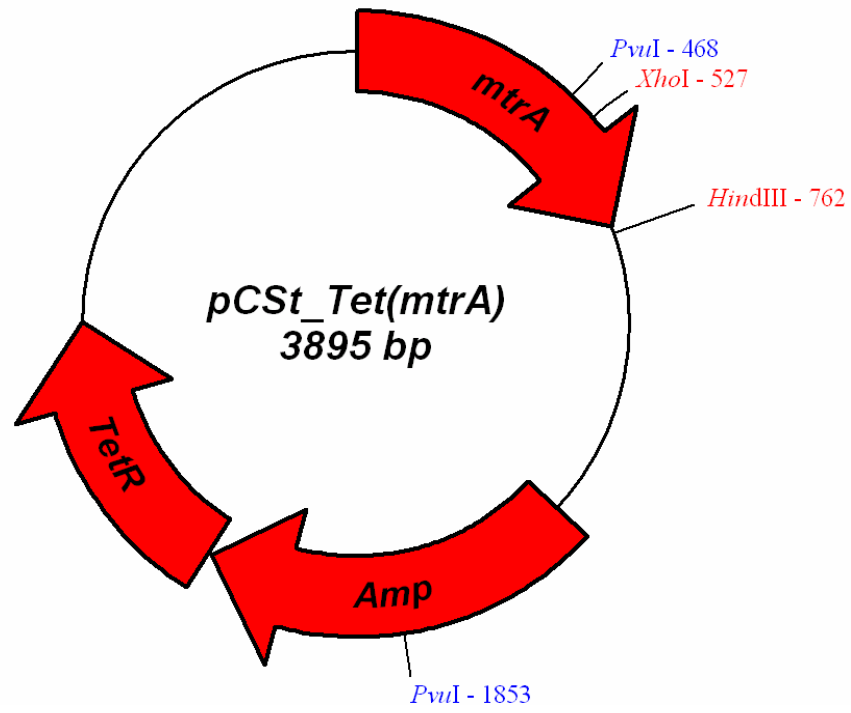 PvuI - 468
XhoI - 527
mtrA
HindIII - 762
pCSt_Tet(mtrA)
3895 bp
TetR
Amp
PvuI - 1853